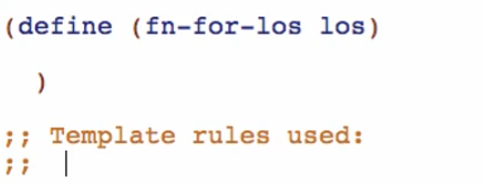 (define (fn-for-los los)
)
;; Template rules used:
;;